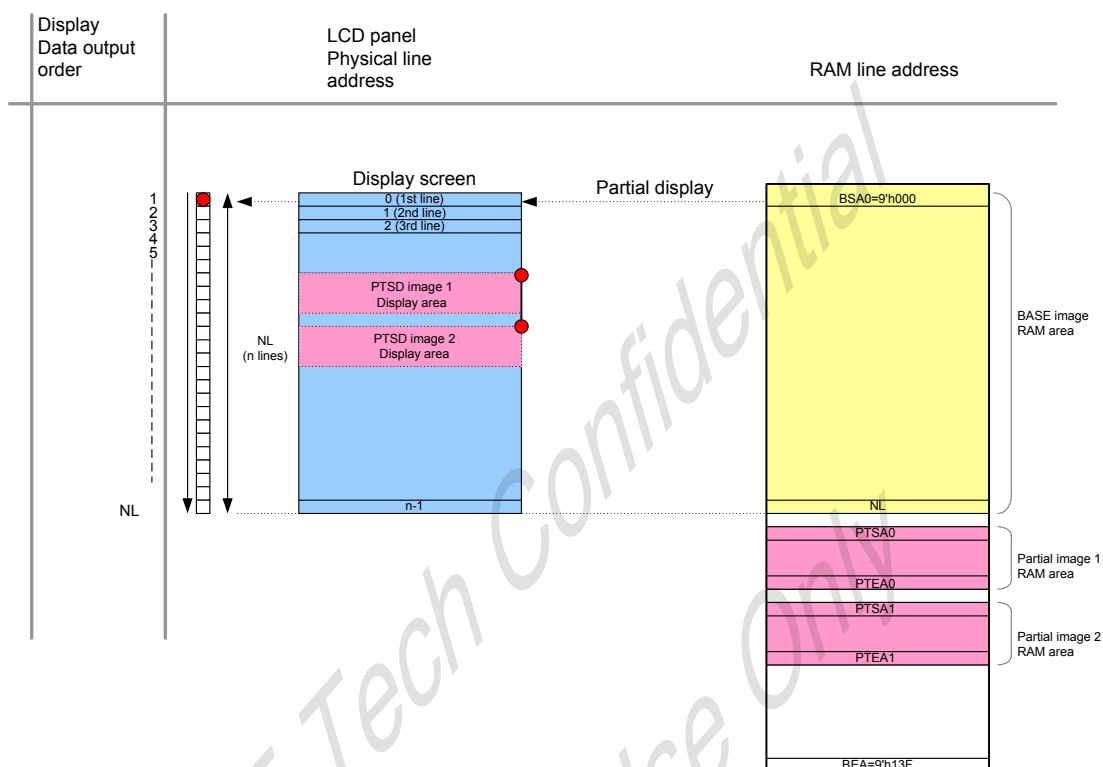 Display
Data output
order
LCD panel
Physical line
address
RAM line address
Display screen
Partial display
1
2
3
4
5
NL
NL
(n lines)
0 (1st line)
1 (2nd line)
2 (3rd line)
PTSD image 1
Display area
PTSD image 2
Display area
n-1
BSA0=9'h000
NL
PTSA0
PTEA0
PTSA1
PTEA1
BEA=9'h13F
BASE image
RAM area
Partial image 1
RAM area
Partial image 2
RAM area
Tech Confidential
Use Only